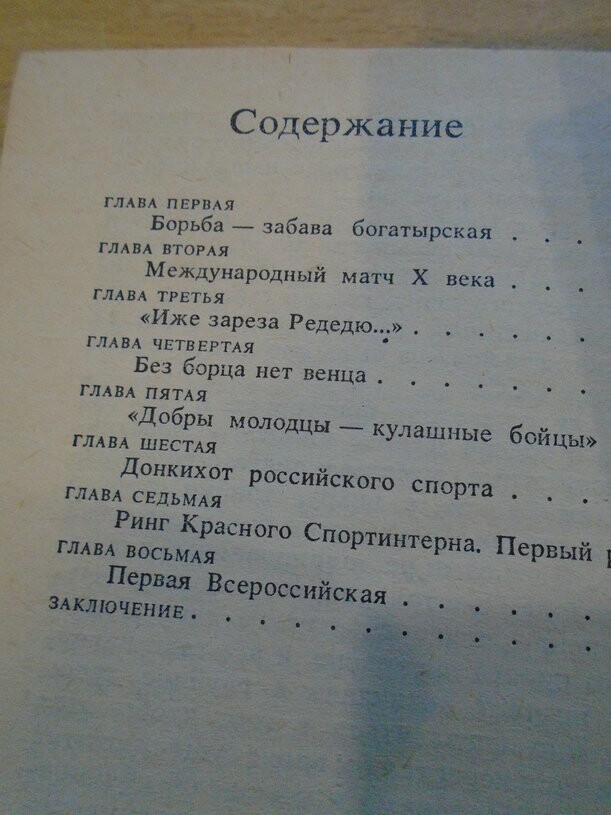 Содержание
ГЛАВА ПЕРВАЯ
Борьба — забава богатырская . . .
ГЛАВА ВТОРАЯ
Международный матч X века . . .
ГЛАВА ТРЕТЬЯ
«Иже зареза Редедю...» . . . . . .
ГЛАВА ЧЕТВЕРТАЯ
Без борца нет венца . . . . . . .
ГЛАВА ПЯТАЯ
«Добры молодцы — кулашные бойцы»
ГЛАВА ШЕСТАЯ
Донкихот российского спорта . . .
ГЛАВА СЕДЬМАЯ
Ринг Красного Спортинтерна. Первый
ГЛАВА ВОСЬМАЯ
Первая Всероссийская . . . . . .
ЗАКЛЮЧЕНИЕ . . . . . . . . . . . .